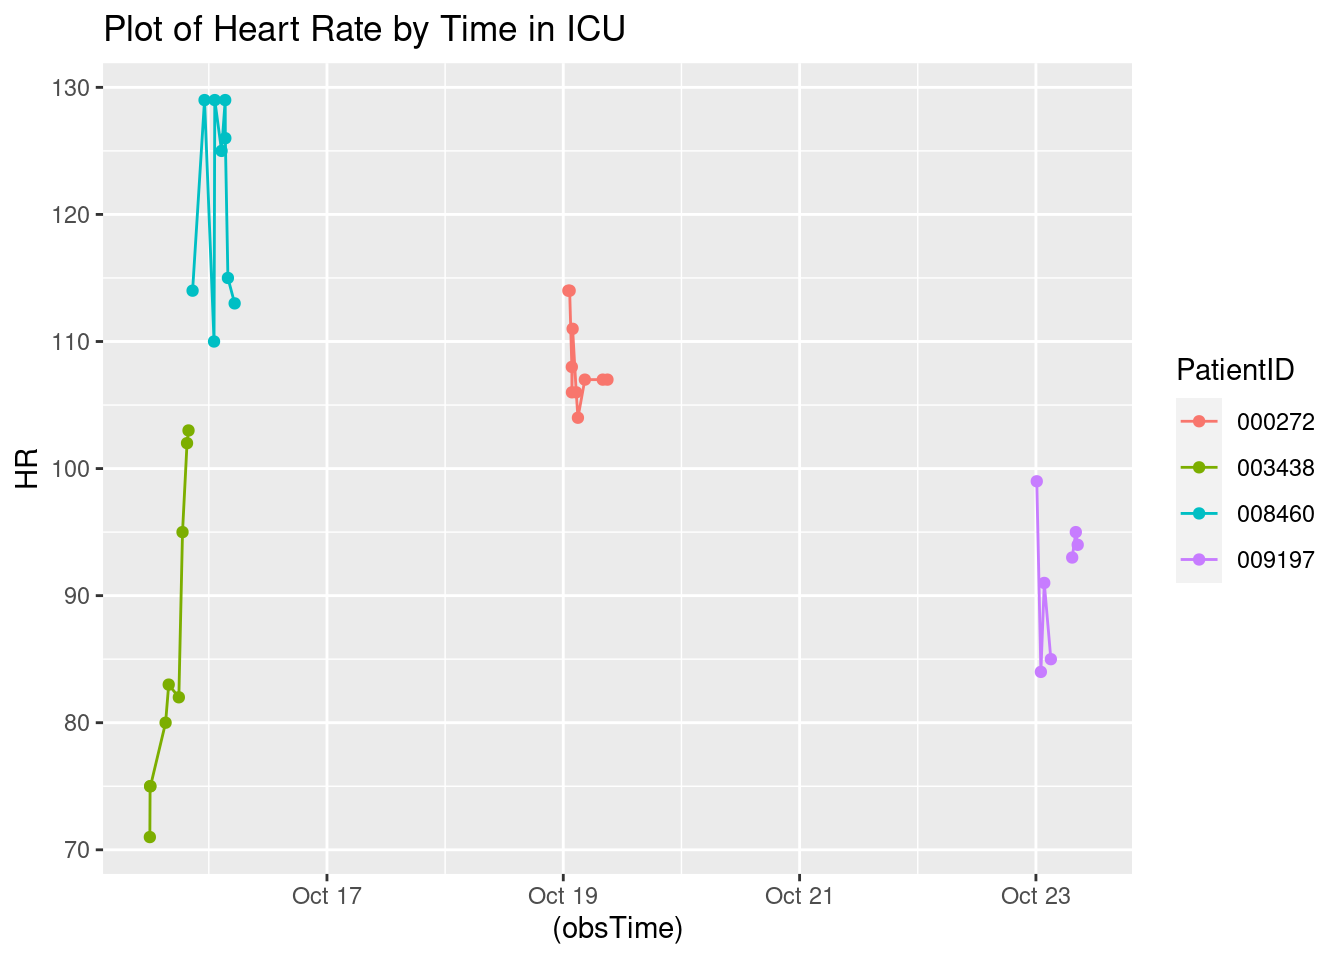 Plot of Heart Rate by Time in ICU
130
120
110
100
90
80
70
HR
Oct 17
Oct 19
Oct 21
Oct 23
(obsTime)
PatientID
000272
003438
008460
009197